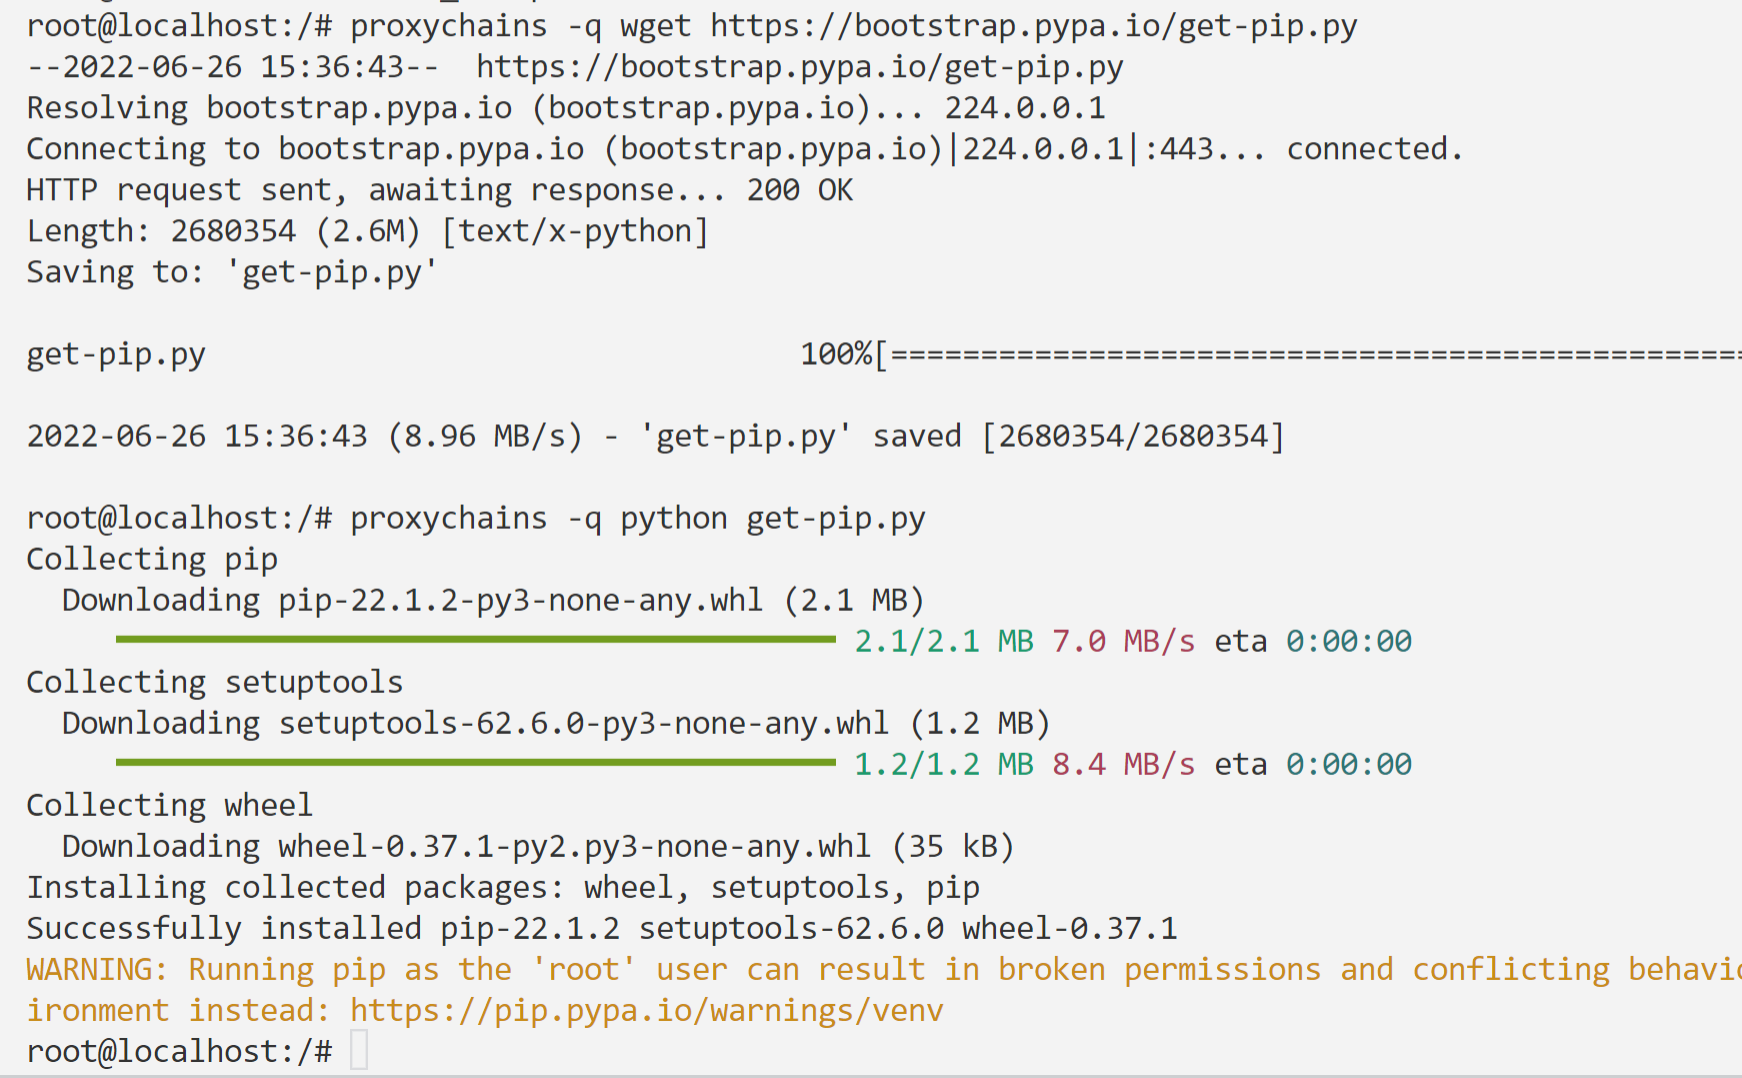 root@localhost:/# proxychains -q wget https://bootstrap.pypa.io/get-pip.py
--2022-06-26 15:36:43--  https://bootstrap.pypa.io/get-pip.py
Resolving bootstrap.pypa.io (bootstrap.pypa.io)... 224.0.0.1
Connecting to bootstrap.pypa.io (bootstrap.pypa.io)|224.0.0.1|:443... connected.
HTTP request sent, awaiting response... 200 OK
Length: 2680354 (2.6M) [text/x-python]
Saving to: 'get-pip.py'
get-pip.py                                 100%[===============================================
2022-06-26 15:36:43 (8.96 MB/s) - 'get-pip.py' saved [2680354/2680354]
root@localhost:/# proxychains -q python get-pip.py
Collecting pip
  Downloading pip-22.1.2-py3-none-any.whl (2.1 MB)
2.1/2.1 MB 7.0 MB/s eta 0:00:00
Collecting setuptools
  Downloading setuptools-62.6.0-py3-none-any.whl (1.2 MB)
1.2/1.2 MB 8.4 MB/s eta 0:00:00
Collecting wheel
  Downloading wheel-0.37.1-py2.py3-none-any.whl (35 kB)
Installing collected packages: wheel, setuptools, pip
Successfully installed pip-22.1.2 setuptools-62.6.0 wheel-0.37.1
WARNING: Running pip as the 'root' user can result in broken permissions and conflicting behavi
ironment instead: https://pip.pypa.io/warnings/venv
root@localhost:/#